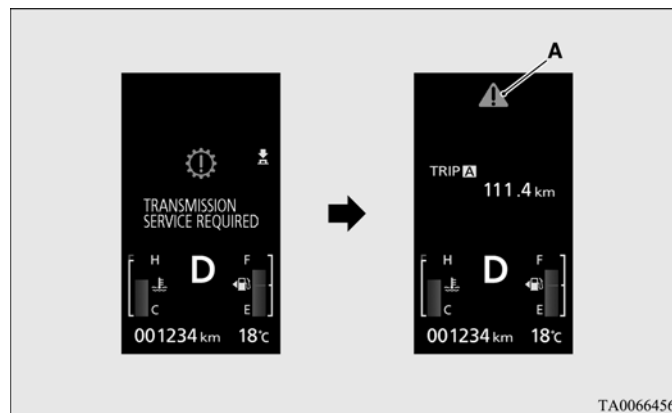 A
TRANSMISSION
SERVICE REQUIRED
F H D F
C E
001234 km 18°c
TRIP A
111.4 km
F H D F
C E
001234 km 18°c
TA0066456